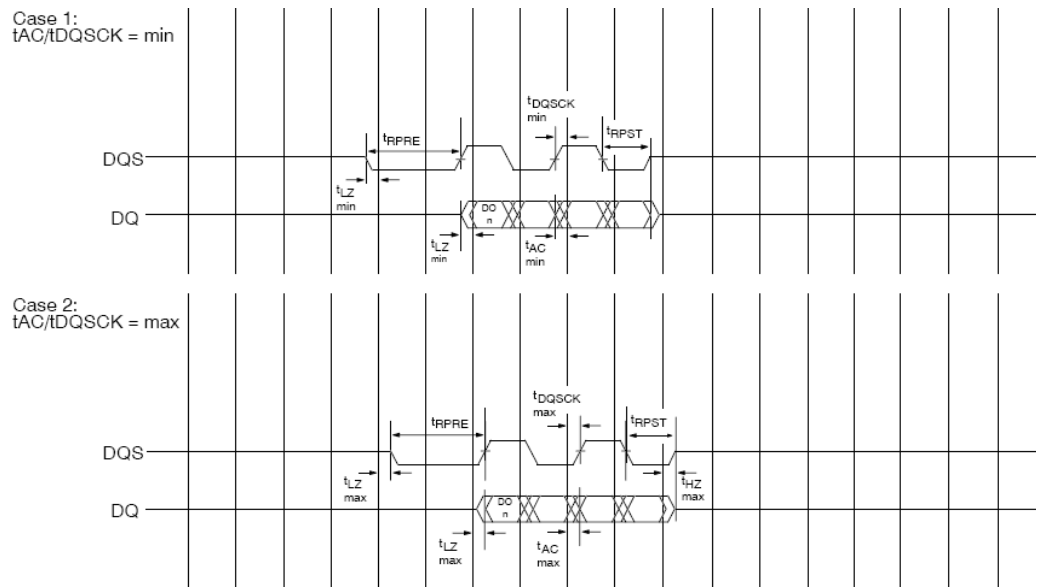 Case 1:
tAC/tDQSCK = min
tDQSCK
min
tRPRE
tRPST
DQS
tLZ
min
DO
n
DQ
tLZ
min
tAC
min
Case 2:
tAC/tDQSCK = max
tDQSCK
max
tRPRE
tRPST
DQS
tLZ
max
tHZ
max
DO
n
DQ
tLZ
max
tAC
max